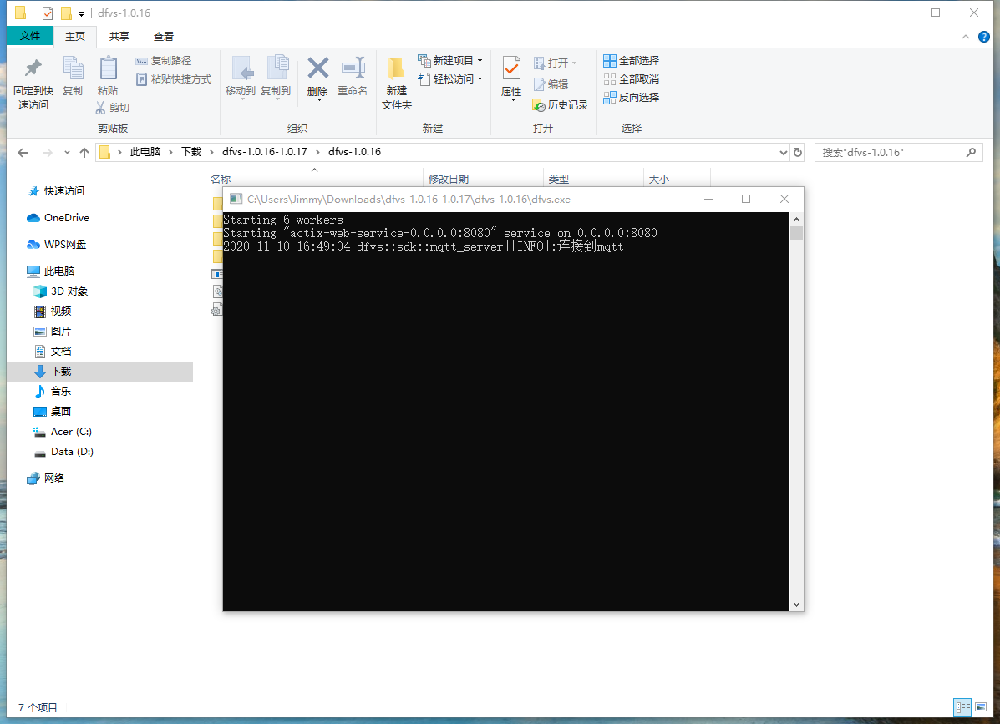 dfvs-1.0.16
文件 主页 共享 查看
固定到快速访问
复制
粘贴
复制路径
粘贴快捷方式
剪切
剪贴板
移动到
复制到
删除
重命名
组织
新建
文件夹
新建项目
轻松访问
新建
属性
打开
编辑
历史记录
打开
全部选择
全部取消
反向选择
选择
此电脑 下载 dfvs-1.0.16-1.0.17 dfvs-1.0.16
搜索"dfvs-1.0.16"
名称 修改日期 类型 大小
快速访问
OneDrive
WPS网盘
此电脑
3D 对象
视频
图片
文档
下载
音乐
桌面
Acer (C:)
Data (D:)
网络
C:\Users\Jimmy\Downloads\dfvs-1.0.16-1.0.17\dfvs-1.0.16\dfvs.exe
Starting 6 workers
Starting "actix-web-service-0.0.0.0:8080" service on 0.0.0.0:8080
2020-11-10 16:49:04[dfvs::sdk::mqtt_server][INFO]:连接到mqtt!
7 个项目